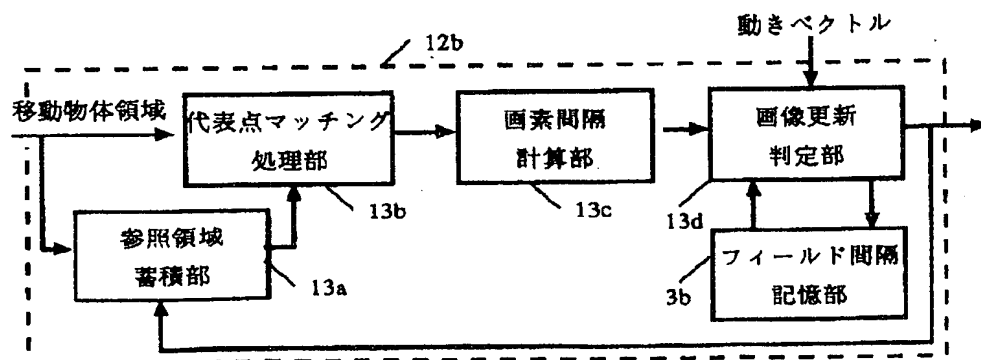 12b
動きベクトル
移動物体領域
代表点マッチング
処理部
13b
画素間隔
計算部
13c
画像更新
判定部
13d
参照領域
蓄積部
13a
フィールド間隔
記憶部
3b